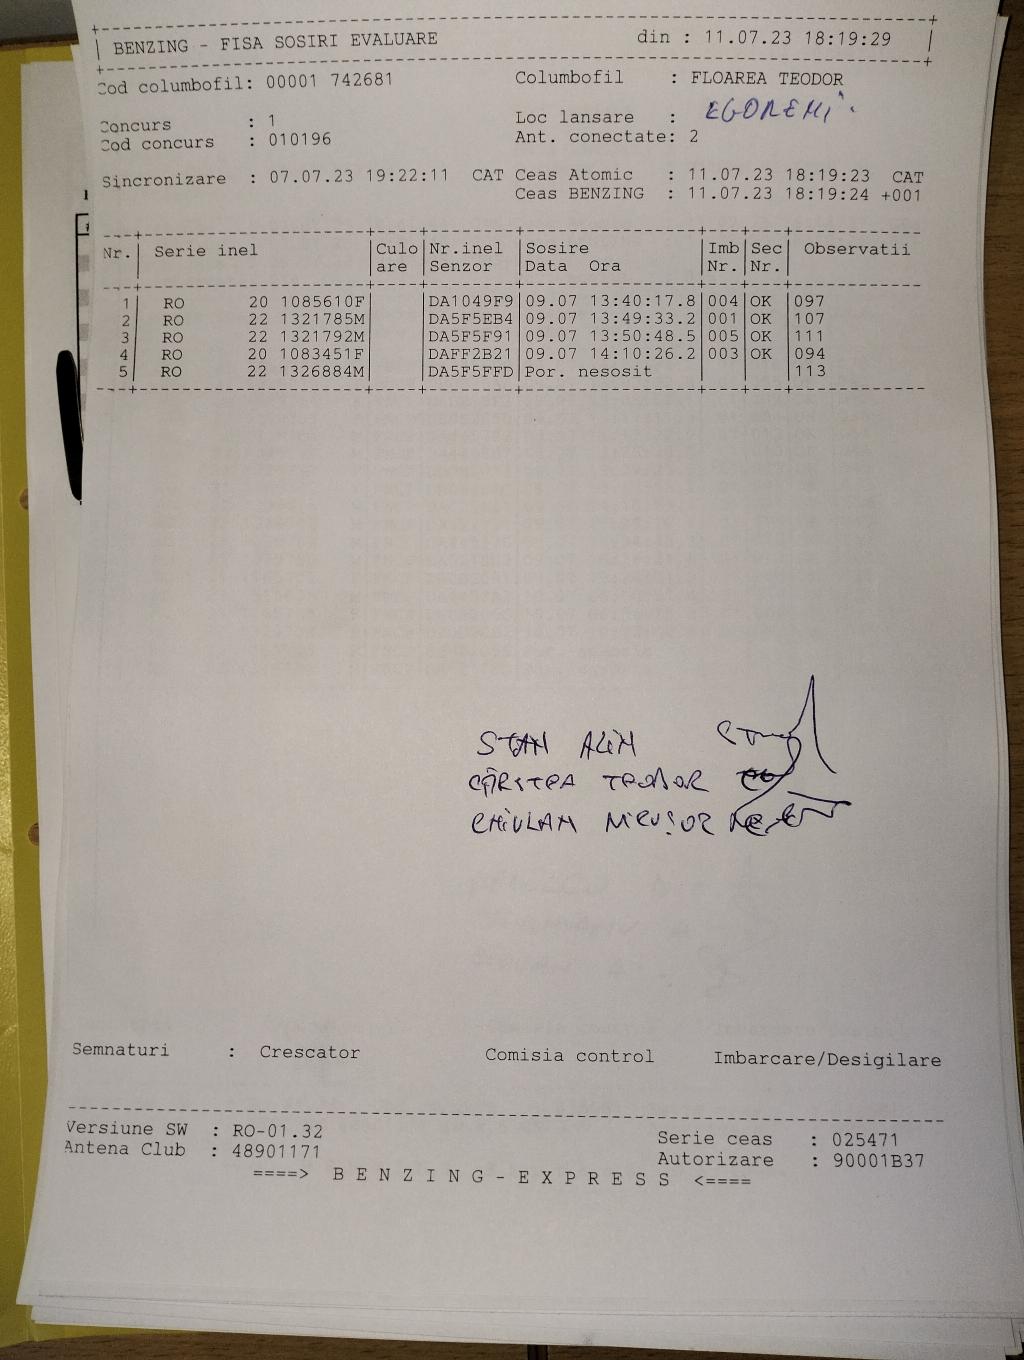 BENZING - FISA SOSIRI EVALUARE din : 11.07.23 18:19:29
Cod columbofil: 00001 742681 Columbofil : FLOAREA TEODOR
Concurs : 1 Loc lansare : EGOREMI
Cod concurs : 010196 Ant. conectate: 2
Sincronizare : 07.07.23 19:22:11 CAT Ceas Atomic : 11.07.23 18:19:23 CAT
Ceas BENZING : 11.07.23 18:19:24 +001
Nr. Serie inel Culo Nr.inel Sosire Imb Sec Observatii
are Senzor Data Ora Nr. Nr.
1 RO 20 1085610F DA1049F9 09.07 13:40:17.8 004 OK 097
2 RO 22 1321785M DA5F5EB4 09.07 13:49:33.2 001 OK 107
3 RO 22 1321792M DA5F5F91 09.07 13:50:48.5 005 OK 111
4 RO 20 1083451F DAFF2B21 09.07 14:10:26.2 003 OK 094
5 RO 22 1326884M DA5F5FFD Por. nesosit 113
STAN ALIN
CÂRSTEA TEODOR
NICUȘOR
Semnaturi : Crescator Comisia control Imbarcare/Desigilare
Versiune SW : RO-01.32 Serie ceas : 025471
Antena Club : 48901171 Autorizare : 90001B37
====> B E N Z I N G - E X P R E S S <====